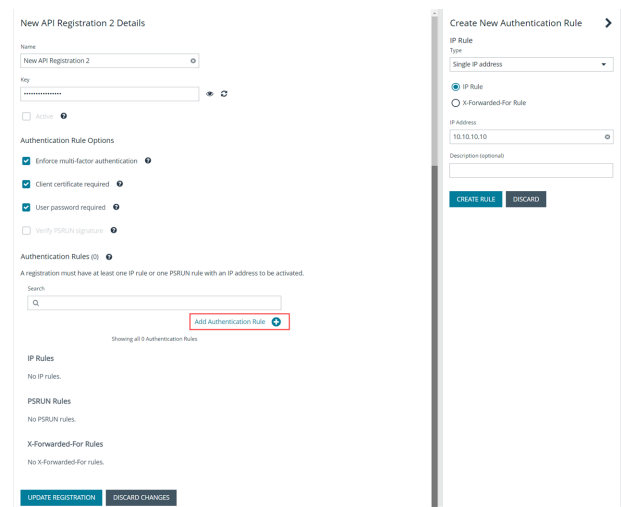 New API Registration 2 Details
Name
New API Registration 2
Key
••••••••••••••••
Active
Authentication Rule Options
Enforce multi-factor authentication
Client certificate required
User password required
Verify PSRUN signature
Authentication Rules (0)
A registration must have at least one IP rule or one PSRUN rule with an IP address to be activated.
Search
Add Authentication Rule
Showing all 0 Authentication Rules
IP Rules
No IP rules.
PSRUN Rules
No PSRUN rules.
X-Forwarded-For Rules
No X-Forwarded-For rules.
UPDATE REGISTRATION
DISCARD CHANGES
Create New Authentication Rule
IP Rule
Type
Single IP address
IP Rule
X-Forwarded-For Rule
IP Address
10.10.10.10
Description (optional)
CREATE RULE
DISCARD